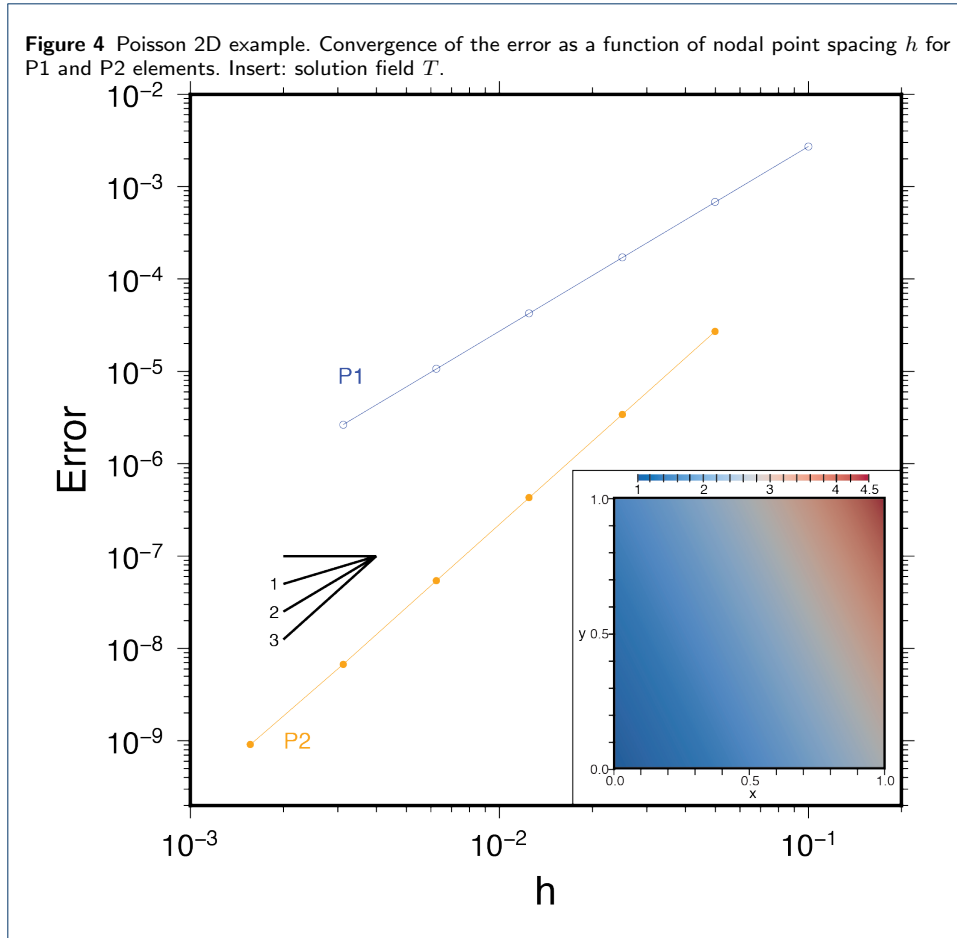 Figure 4 Poisson 2D example. Convergence of the error as a function of nodal point spacing h for
P1 and P2 elements. Insert: solution field T.
10⁻²
10⁻³
10⁻⁴
10⁻⁵
10⁻⁶
10⁻⁷
10⁻⁸
10⁻⁹
Error
P1
1
2
3
P2
1 2 3 4 4.5
1.0
y 0.5
0.0
0.0 0.5 1.0
x
10⁻³ 10⁻² 10⁻¹
h